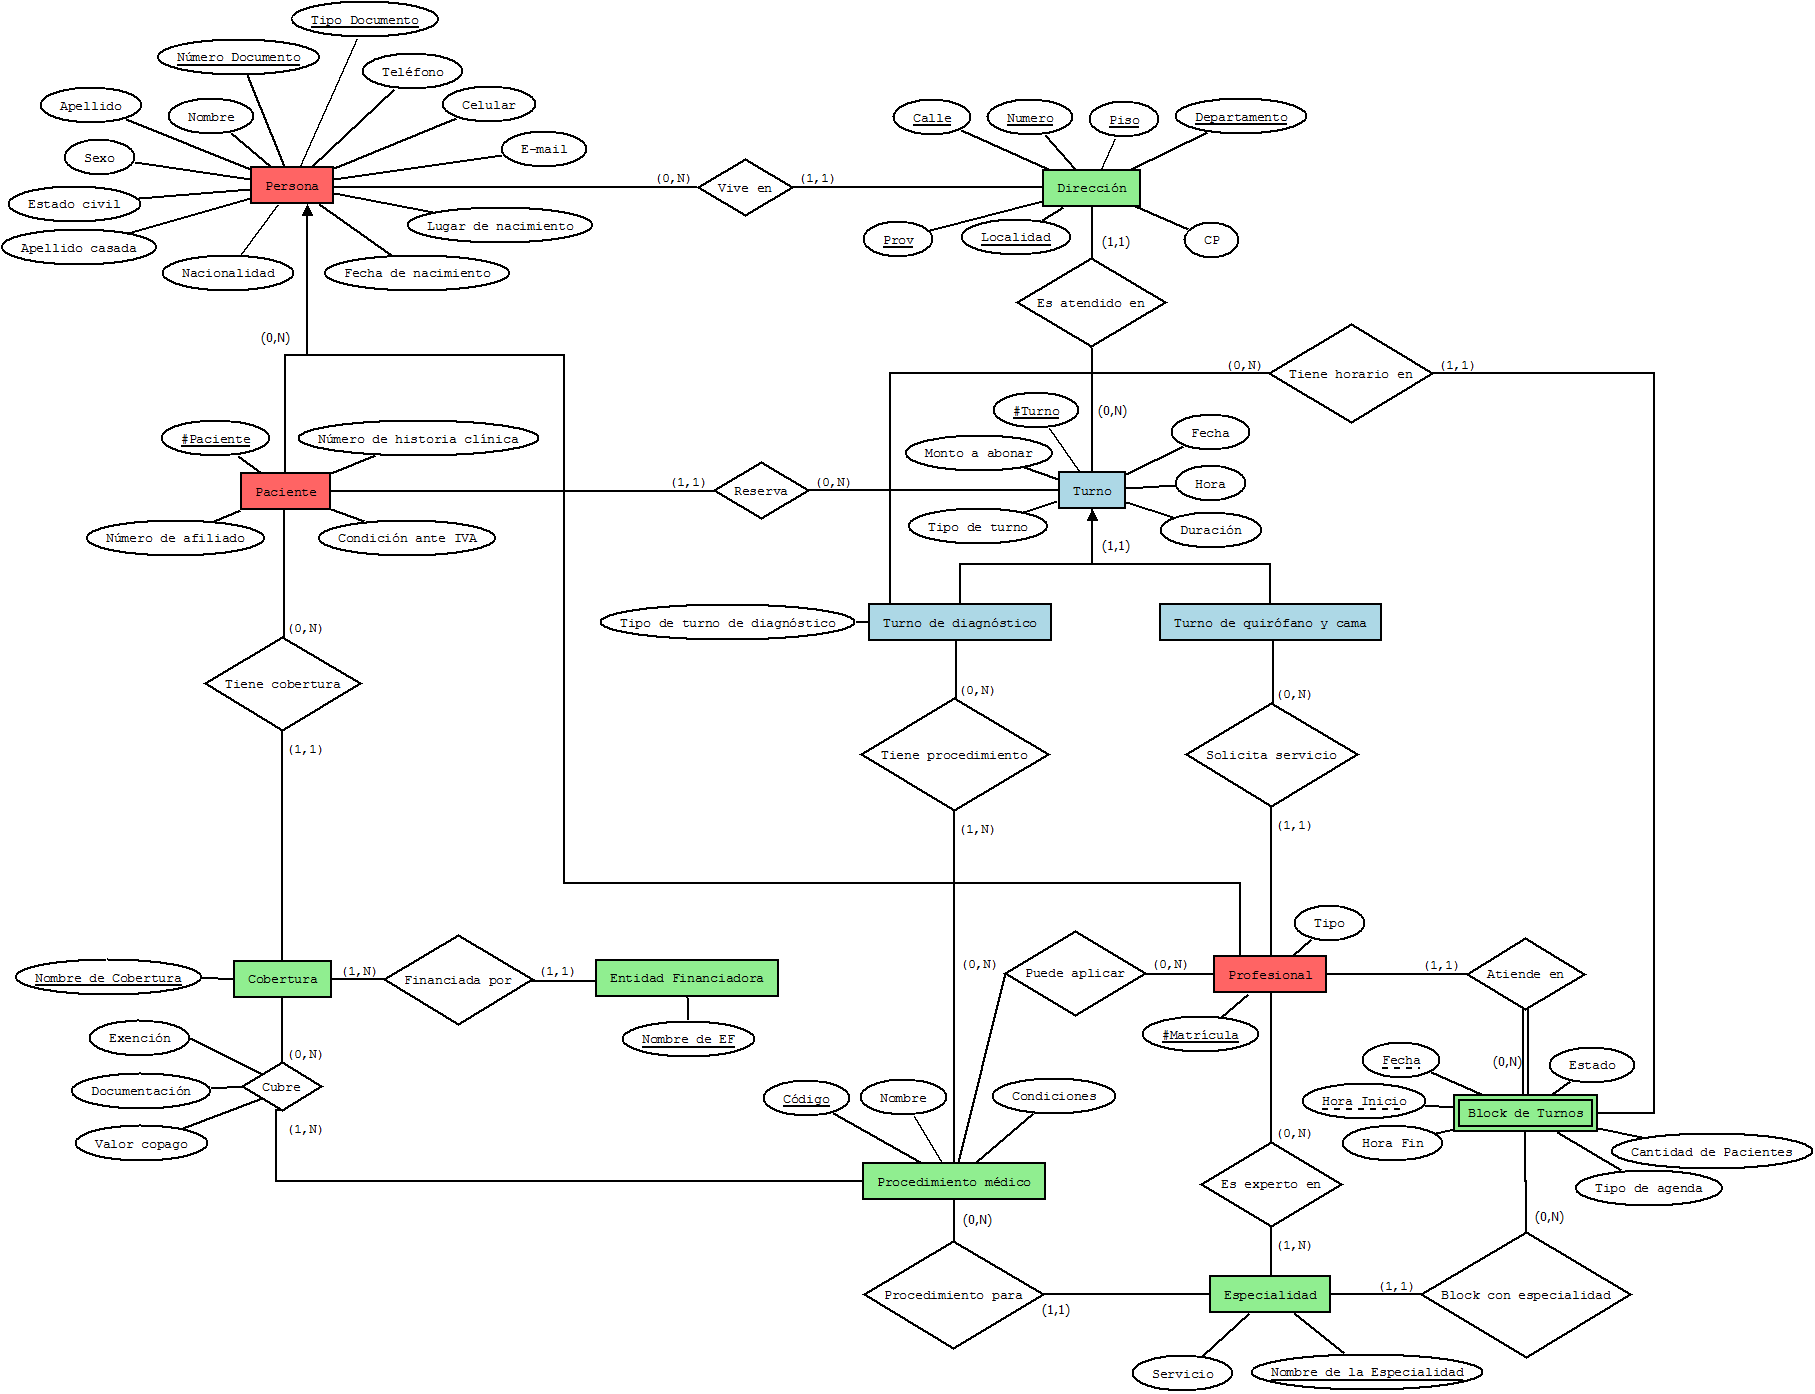 Tipo Documento
Número Documento
Teléfono
Apellido
Nombre
Celular
Sexo
E-mail
Persona
Estado civil
Apellido casada
Nacionalidad
Fecha de nacimiento
Lugar de nacimiento
(0,N)
Vive en
(1,1)
Calle
Numero
Piso
Departamento
Dirección
Prov
Localidad
CP
(1,1)
Es atendido en
(0,N)
(0,N)
(0,N)
Tiene horario en
(1,1)
#Paciente
Número de historia clínica
Paciente
Número de afiliado
Condición ante IVA
(1,1)
Reserva
(0,N)
#Turno
Fecha
Monto a abonar
Hora
Turno
Tipo de turno
Duración
(1,1)
Tipo de turno de diagnóstico
Turno de diagnóstico
Turno de quirófano y cama
(0,N)
Tiene cobertura
(1,1)
(0,N)
Tiene procedimiento
(1,N)
(0,N)
Solicita servicio
(1,1)
Nombre de Cobertura
Cobertura
(1,N)
Financiada por
(1,1)
Entidad Financiadora
Nombre de EF
(0,N)
Puede aplicar
(0,N)
Tipo
Profesional
#Matrícula
(1,1)
Atiende en
(0,N)
Exención
Documentación
Valor copago
(0,N)
Cubre
(1,N)
Código
Nombre
Condiciones
Procedimiento médico
Fecha
Estado
Hora Inicio
Block de Turnos
Hora Fin
Cantidad de Pacientes
Tipo de agenda
(0,N)
Es experto en
(1,N)
(0,N)
Procedimiento para
(1,1)
Especialidad
(1,1)
Block con especialidad
(0,N)
Servicio
Nombre de la Especialidad